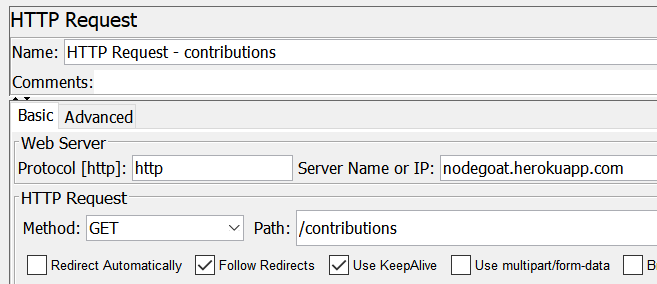 HTTP Request
Name: HTTP Request - contributions
Comments:
Basic Advanced
Web Server
Protocol [http]: http Server Name or IP: nodegoat.herokuapp.com
HTTP Request
Method: GET Path: /contributions
Redirect Automatically Follow Redirects Use KeepAlive Use multipart/form-data